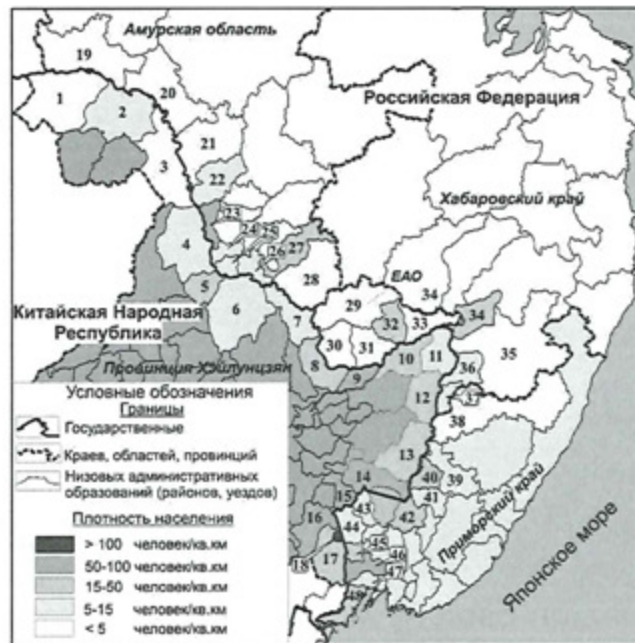 Амурская область
19
Российская Федерация
1
2
20
21
3
22
Хабаровский край
23
24
25
4
26
27
28
ЕАО
5
29
34
34
Китайская Народная
Республика
6
7
32
33
35
30
31
Провинция Хэйлунцзян
8
10
11
36
9
37
12
38
13
Условные обозначения
Границы
Государственные
Краев, областей, провинций
Низовых административных
образований (районов, уездов)
14
40
39
15
41
43
42
16
44
45
46
17
47
18
48
Приморский край
Японское море
Плотность населения
> 100 человек/кв.км
50-100 человек/кв.км
15-50 человек/кв.км
5-15 человек/кв.км
< 5 человек/кв.км